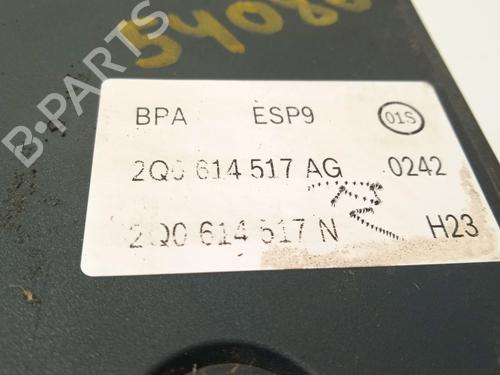 BPA ESP9 01S
2Q0 614 517 AG 0242
2Q0 614 517 N H23
B-PARTS